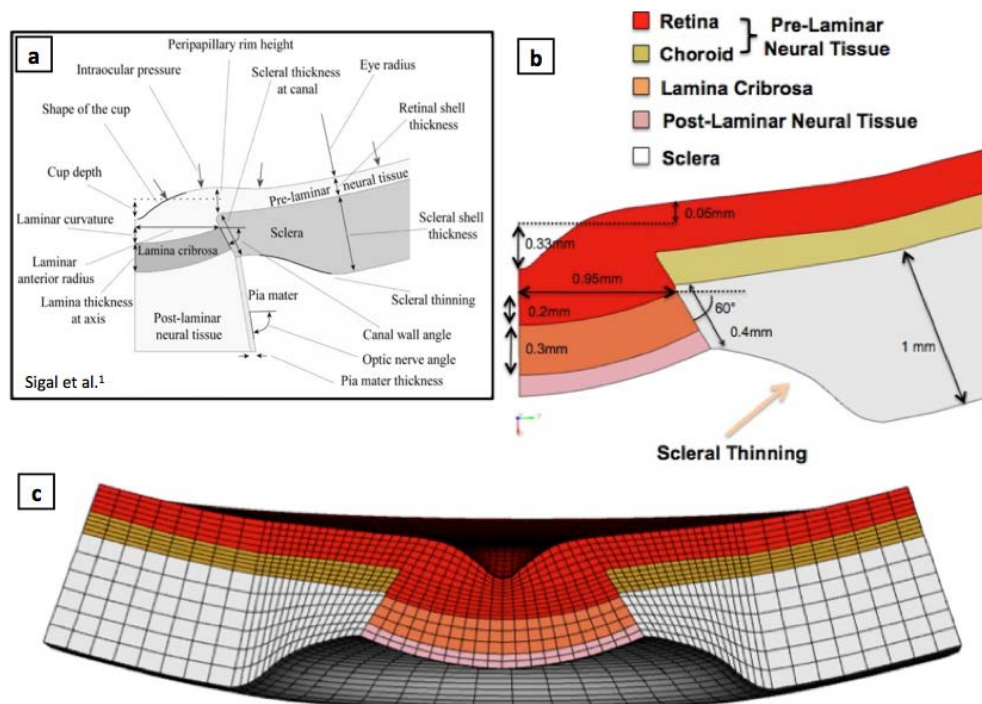 a
Peripapillary rim height
Intraocular pressure
Scleral thickness
at canal
Eye radius
Shape of the cup
Retinal shell
thickness
Cup depth
Pre-laminar neural tissue
Laminar curvature
Lamina cribrosa
Sclera
Scleral shell
thickness
Laminar
anterior radius
Lamina thickness
at axis
Pia mater
Scleral thinning
Post-laminar
neural tissue
Canal wall angle
Optic nerve angle
Pia mater thickness
Sigal et al.¹
b
Retina
Choroid
Pre-Laminar
Neural Tissue
Lamina Cribrosa
Post-Laminar Neural Tissue
Sclera
0.05mm
0.33mm
0.95mm
0.2mm
60°
0.3mm
0.4mm
1 mm
Scleral Thinning
c